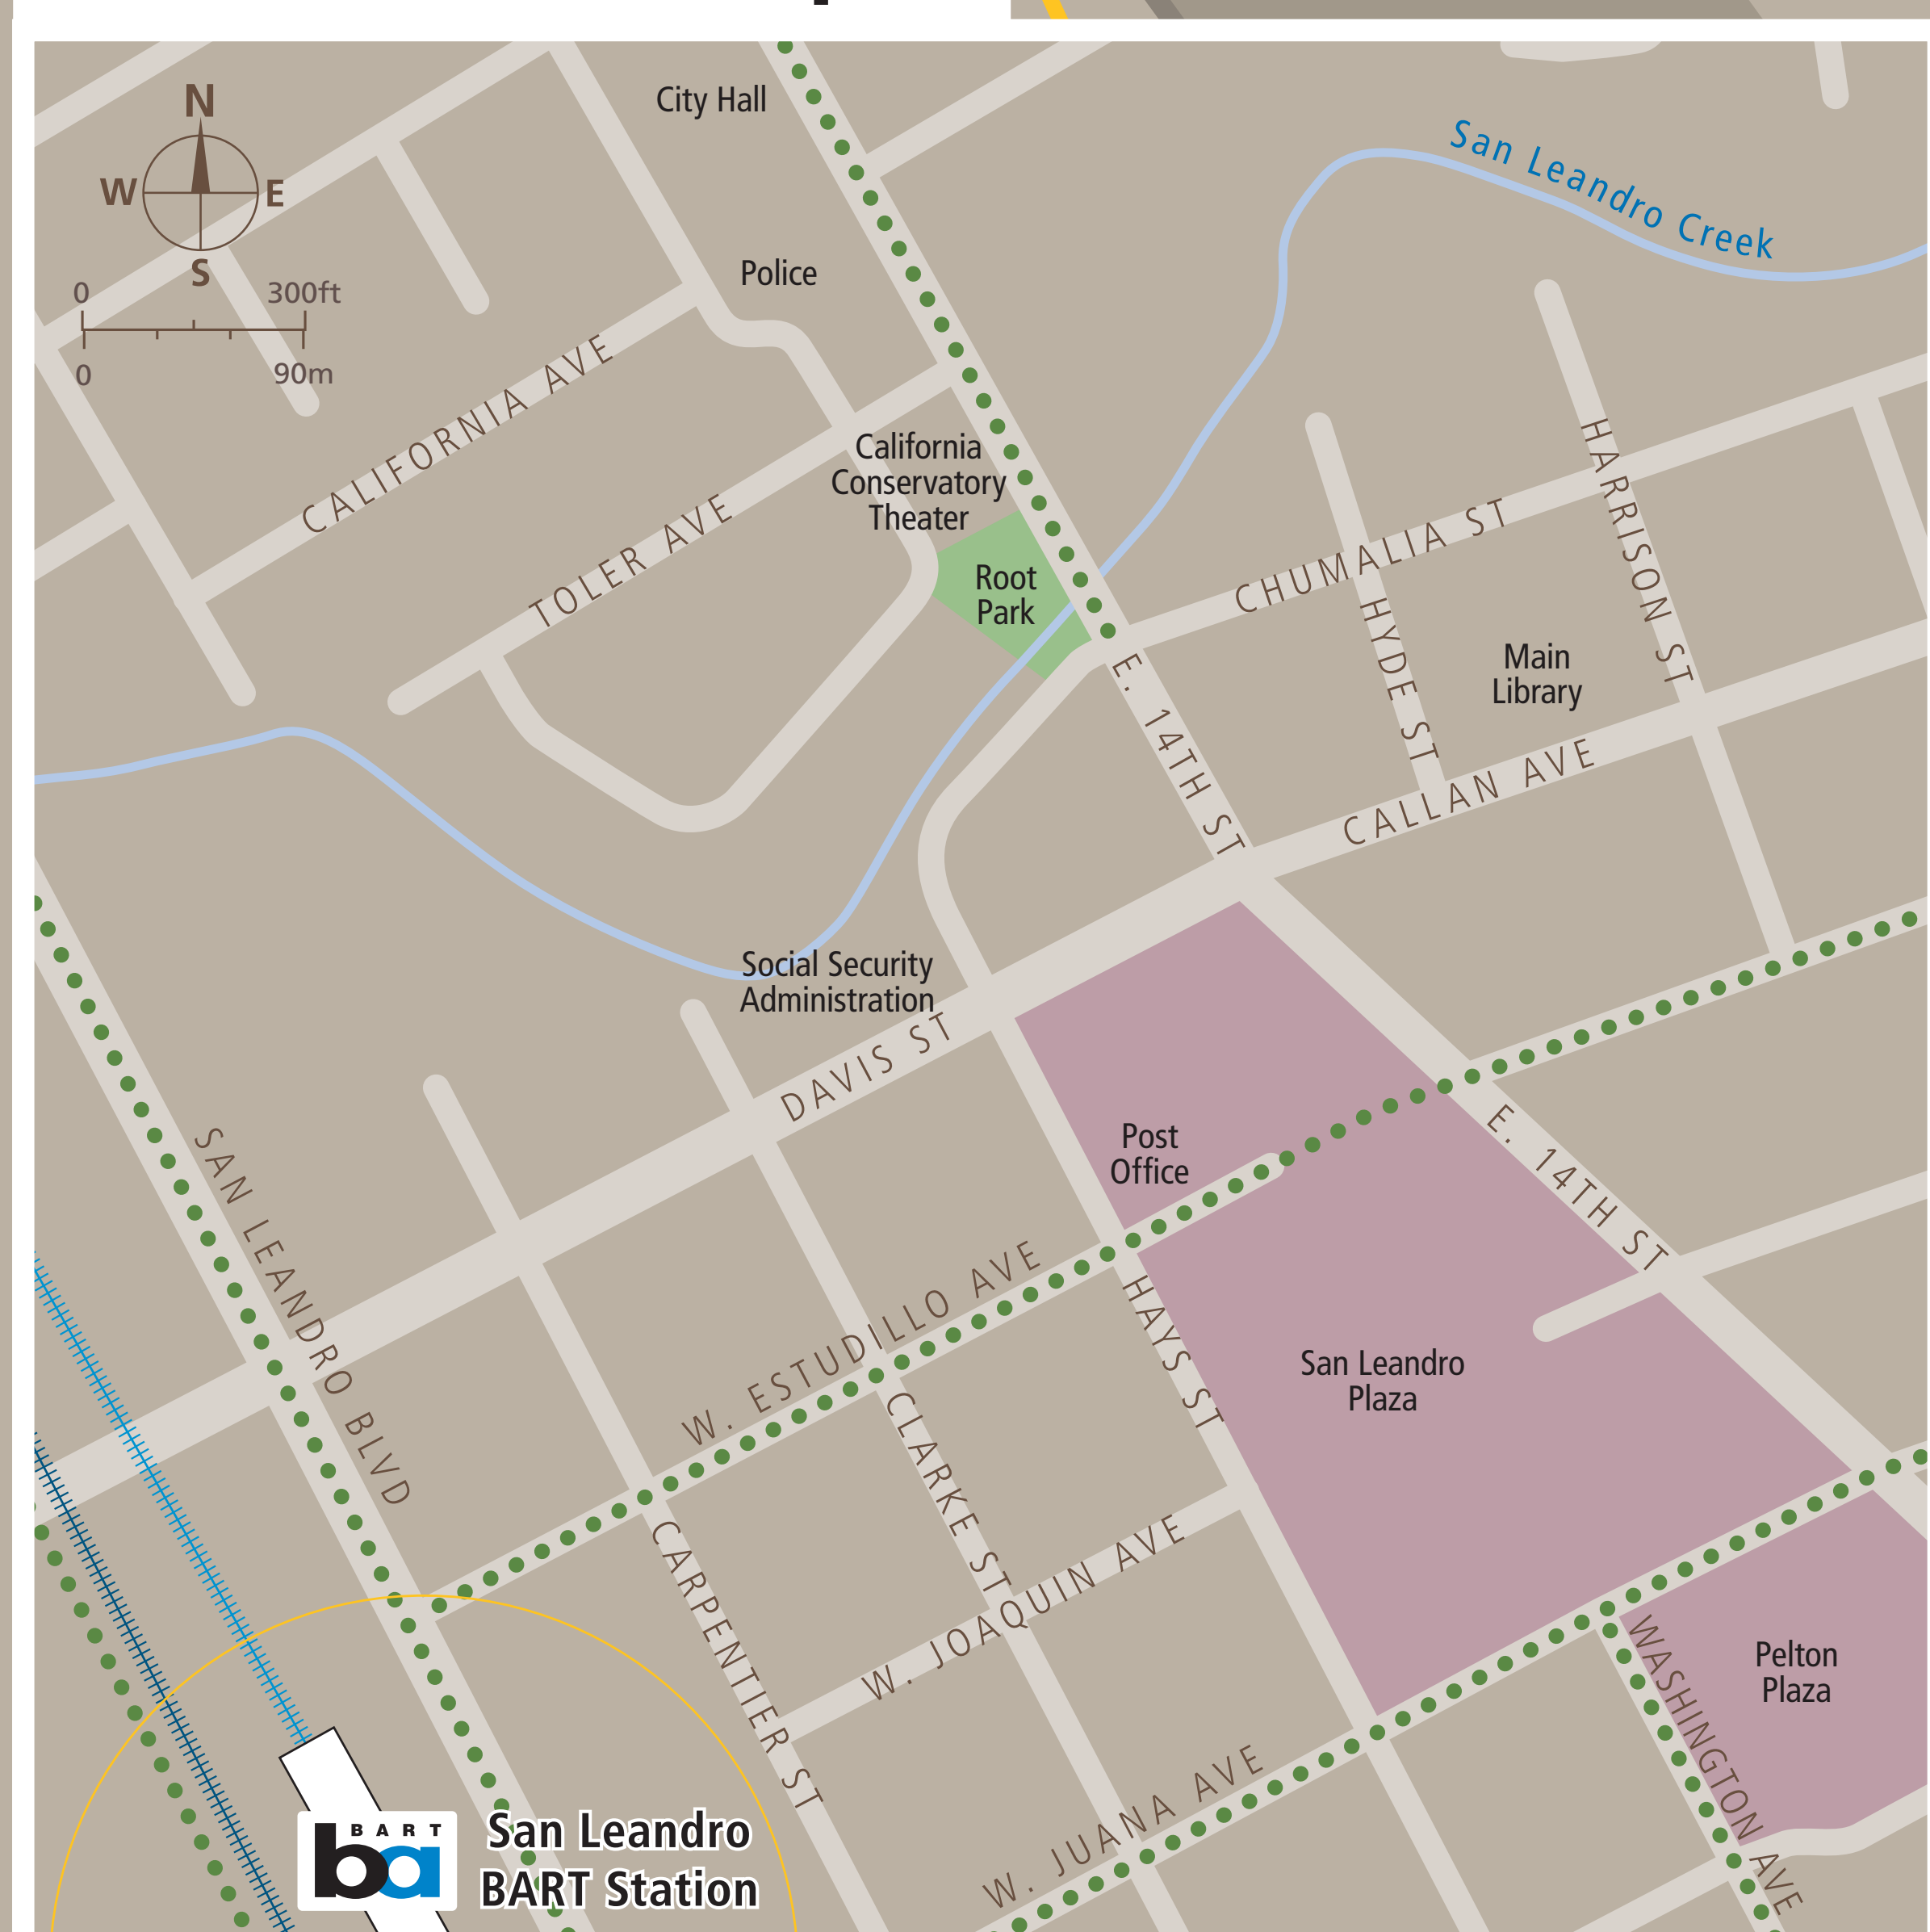 City Hall
N
W
E
S
0
300ft
0
90m
San Leandro Creek
Police
CALIFORNIA AVE
TOLER AVE
California
Conservatory
Theater
Root
Park
CHUMALIA ST
HARRISON ST
HYDE ST
Main
Library
E. 14TH ST
CALLAN AVE
Social Security
Administration
DAVIS ST
SAN LEANDRO BLVD
Post
Office
E. 14TH ST
W. ESTUDILLO AVE
HAYS ST
San Leandro
Plaza
CLARKE ST
CARPENTIER ST
W. JOAQUIN AVE
WASHINGTON AVE
Pelton
Plaza
W. JUANA AVE
BART
ba
San Leandro
BART Station